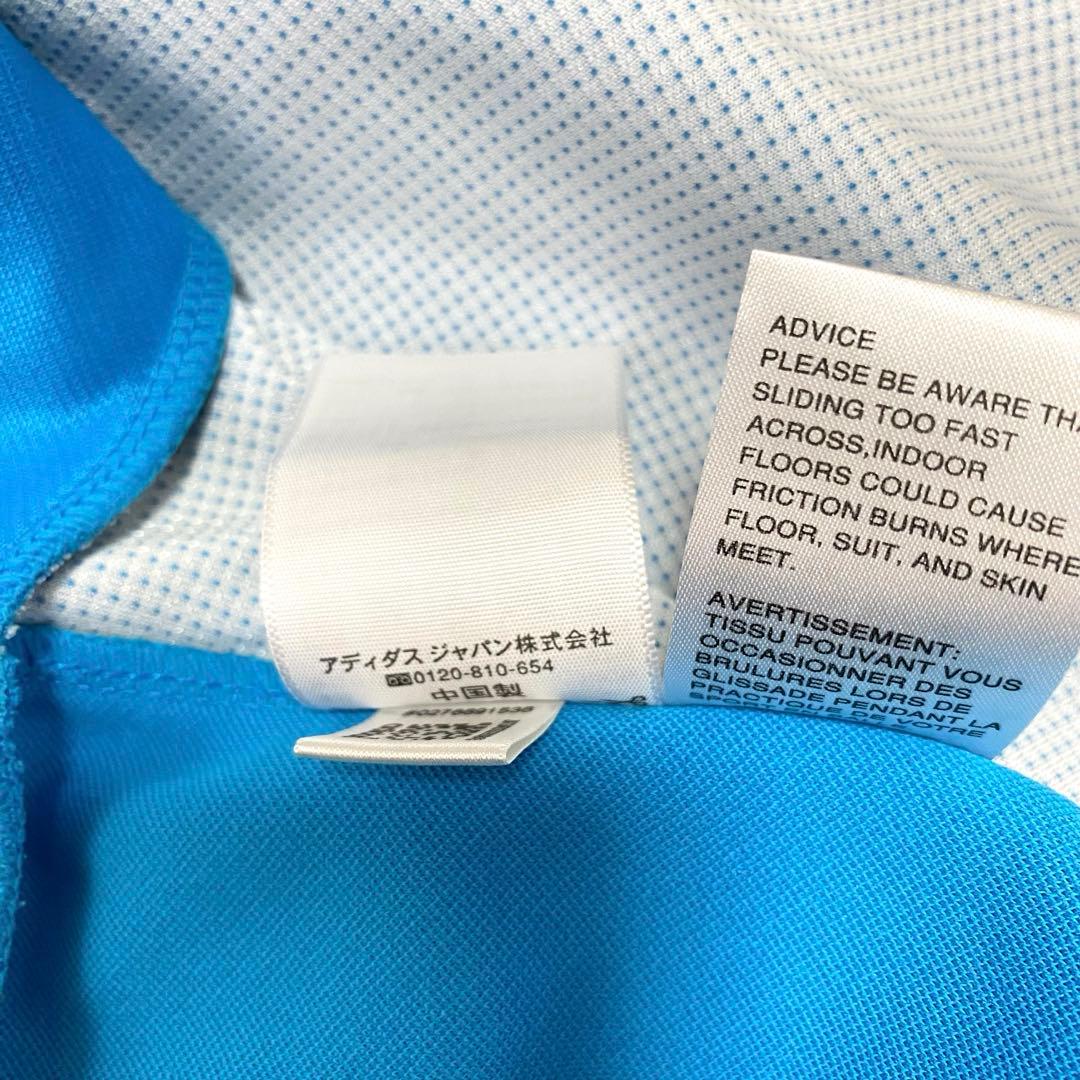 アディダス ジャパン株式会社
0120-810-654
中国製
ADVICE
PLEASE BE AWARE
SLIDING TOO FAST
ACROSS,INDOOR
FLOORS COULD CAUSE
FRICTION BURNS WHERE
FLOOR, SUIT, AND SKIN
MEET.
AVERTISSEMENT:
TISSU POUVANT VOUS
OCCASIONNER DES
BRULURES LORS DE
GLISSADE PENDANT LA
DE VOTRE